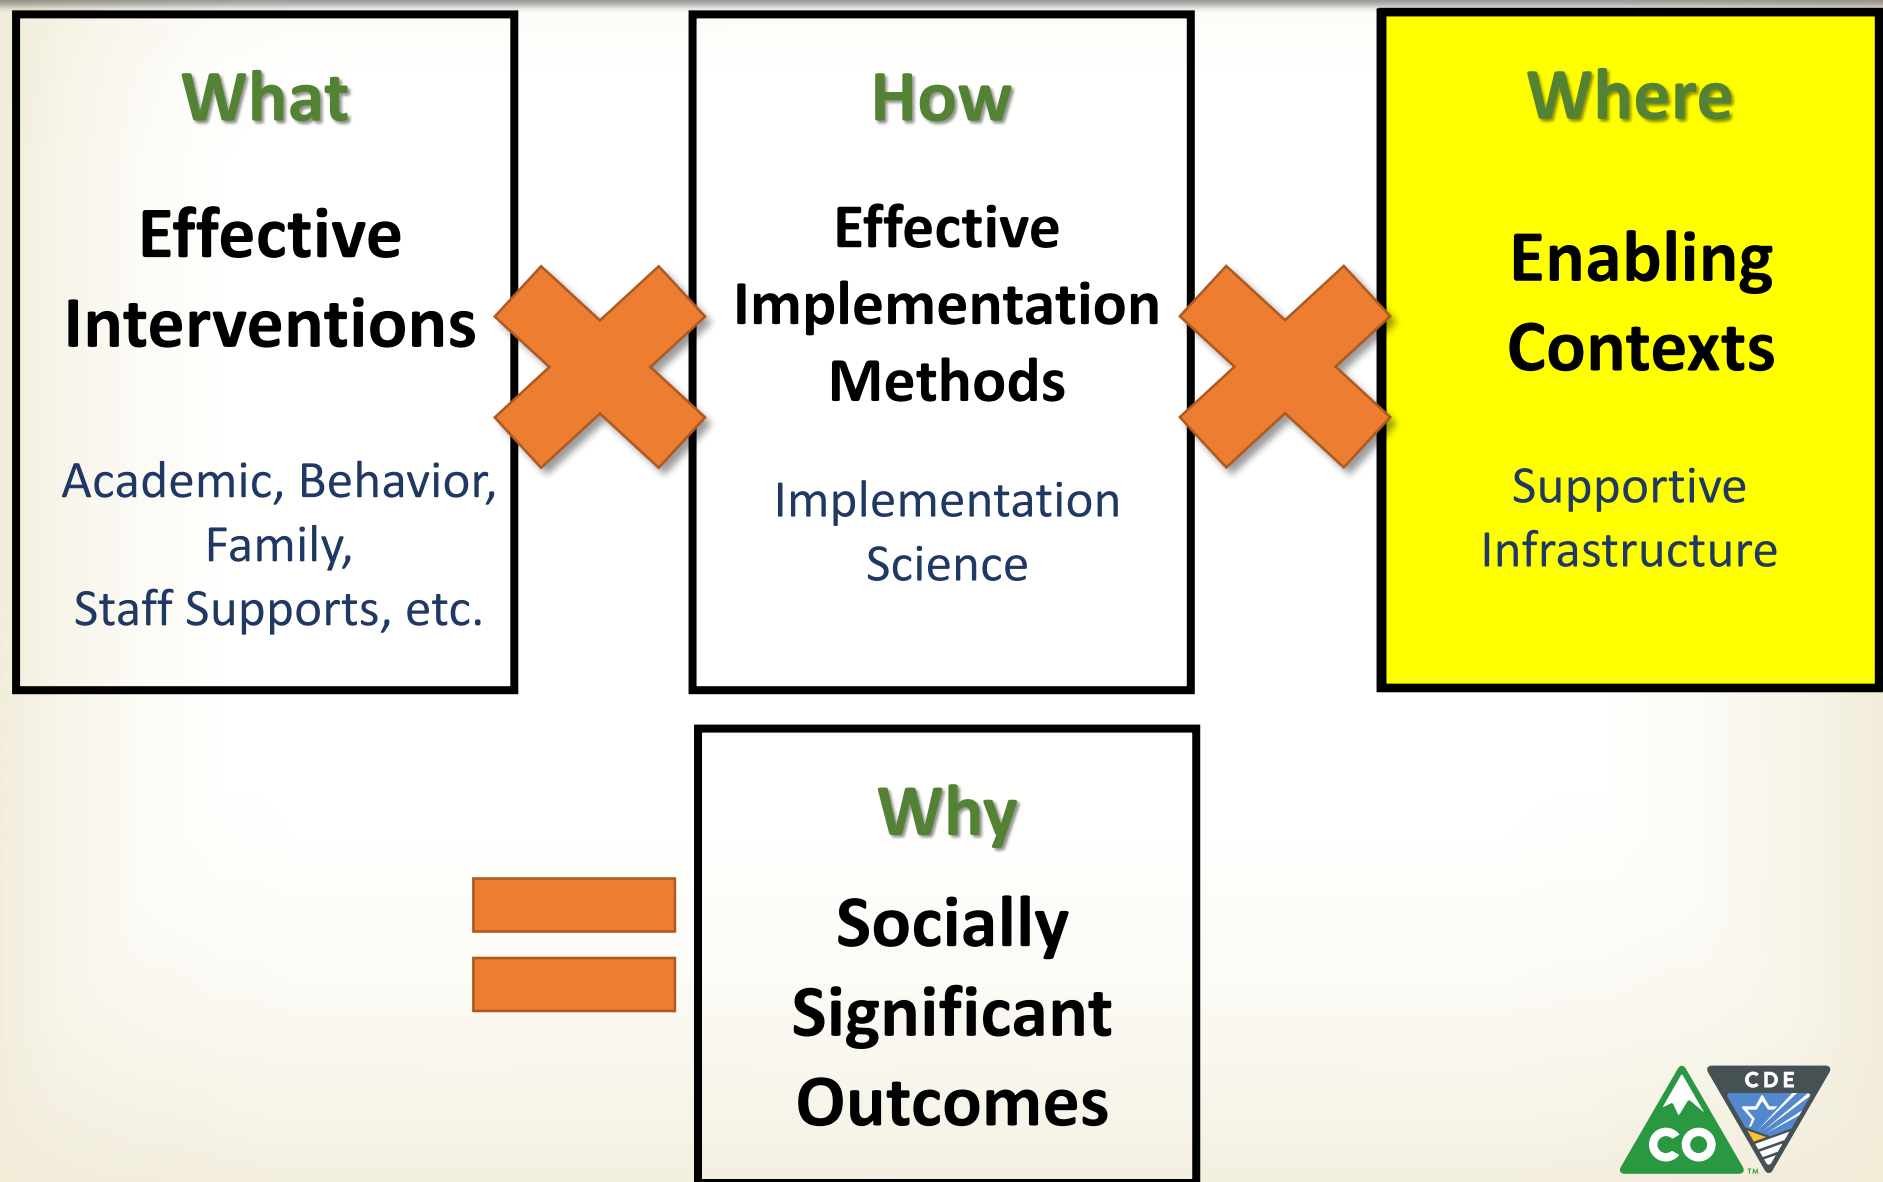 What
Effective
Interventions
Academic, Behavior,
Family,
Staff Supports, etc.
How
Effective
Implementation
Methods
Implementation
Science
Where
Enabling
Contexts
Supportive
Infrastructure
Why
Socially
Significant
Outcomes
CO
CDE
TM